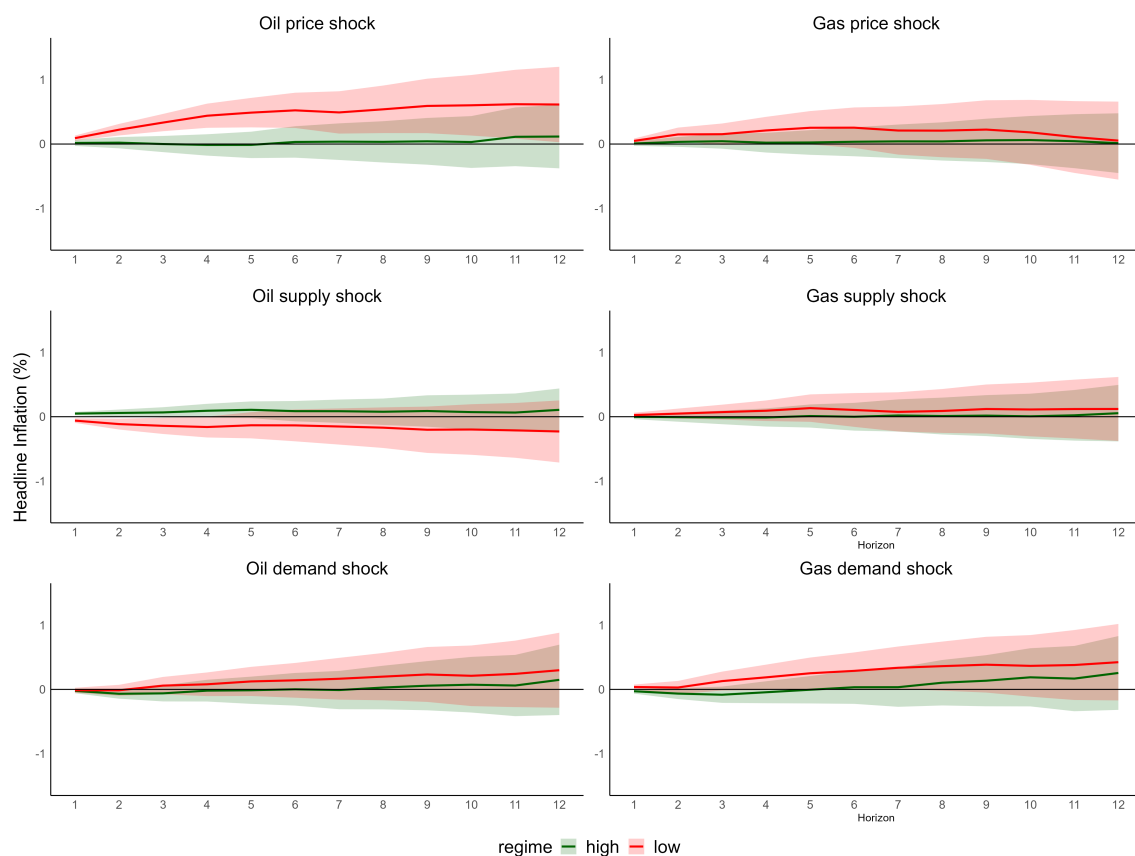 Oil price shock
Gas price shock
1
0
-1
1 2 3 4 5 6 7 8 9 10 11 12
1
0
-1
1 2 3 4 5 6 7 8 9 10 11 12
Oil supply shock
Gas supply shock
Headline Inflation (%)
1
0
-1
1 2 3 4 5 6 7 8 9 10 11 12
1
0
-1
1 2 3 4 5 6 7 8 9 10 11 12
Horizon
Oil demand shock
Gas demand shock
1
0
-1
1 2 3 4 5 6 7 8 9 10 11 12
1
0
-1
1 2 3 4 5 6 7 8 9 10 11 12
Horizon
regime high low